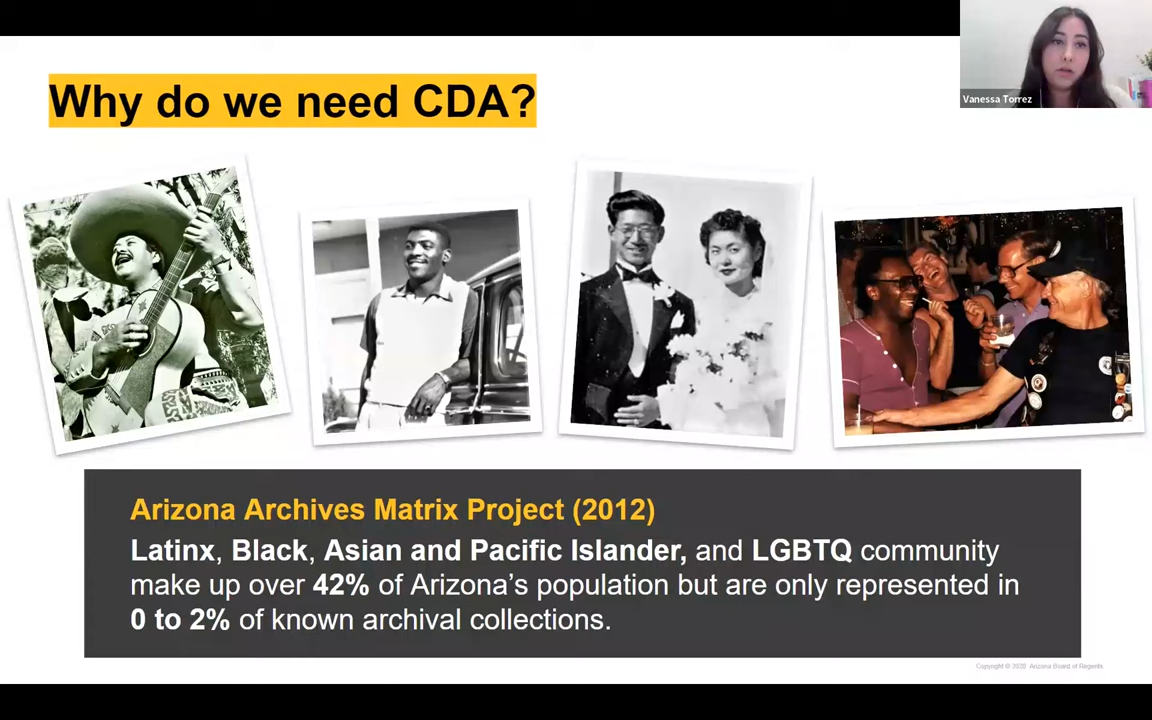 Why do we need CDA?
Vanessa Torrez
Arizona Archives Matrix Project (2012)
Latinx, Black, Asian and Pacific Islander, and LGBTQ community
make up over 42% of Arizona’s population but are only represented in
0 to 2% of known archival collections.
Copyright © 2020 Arizona Board of Regents